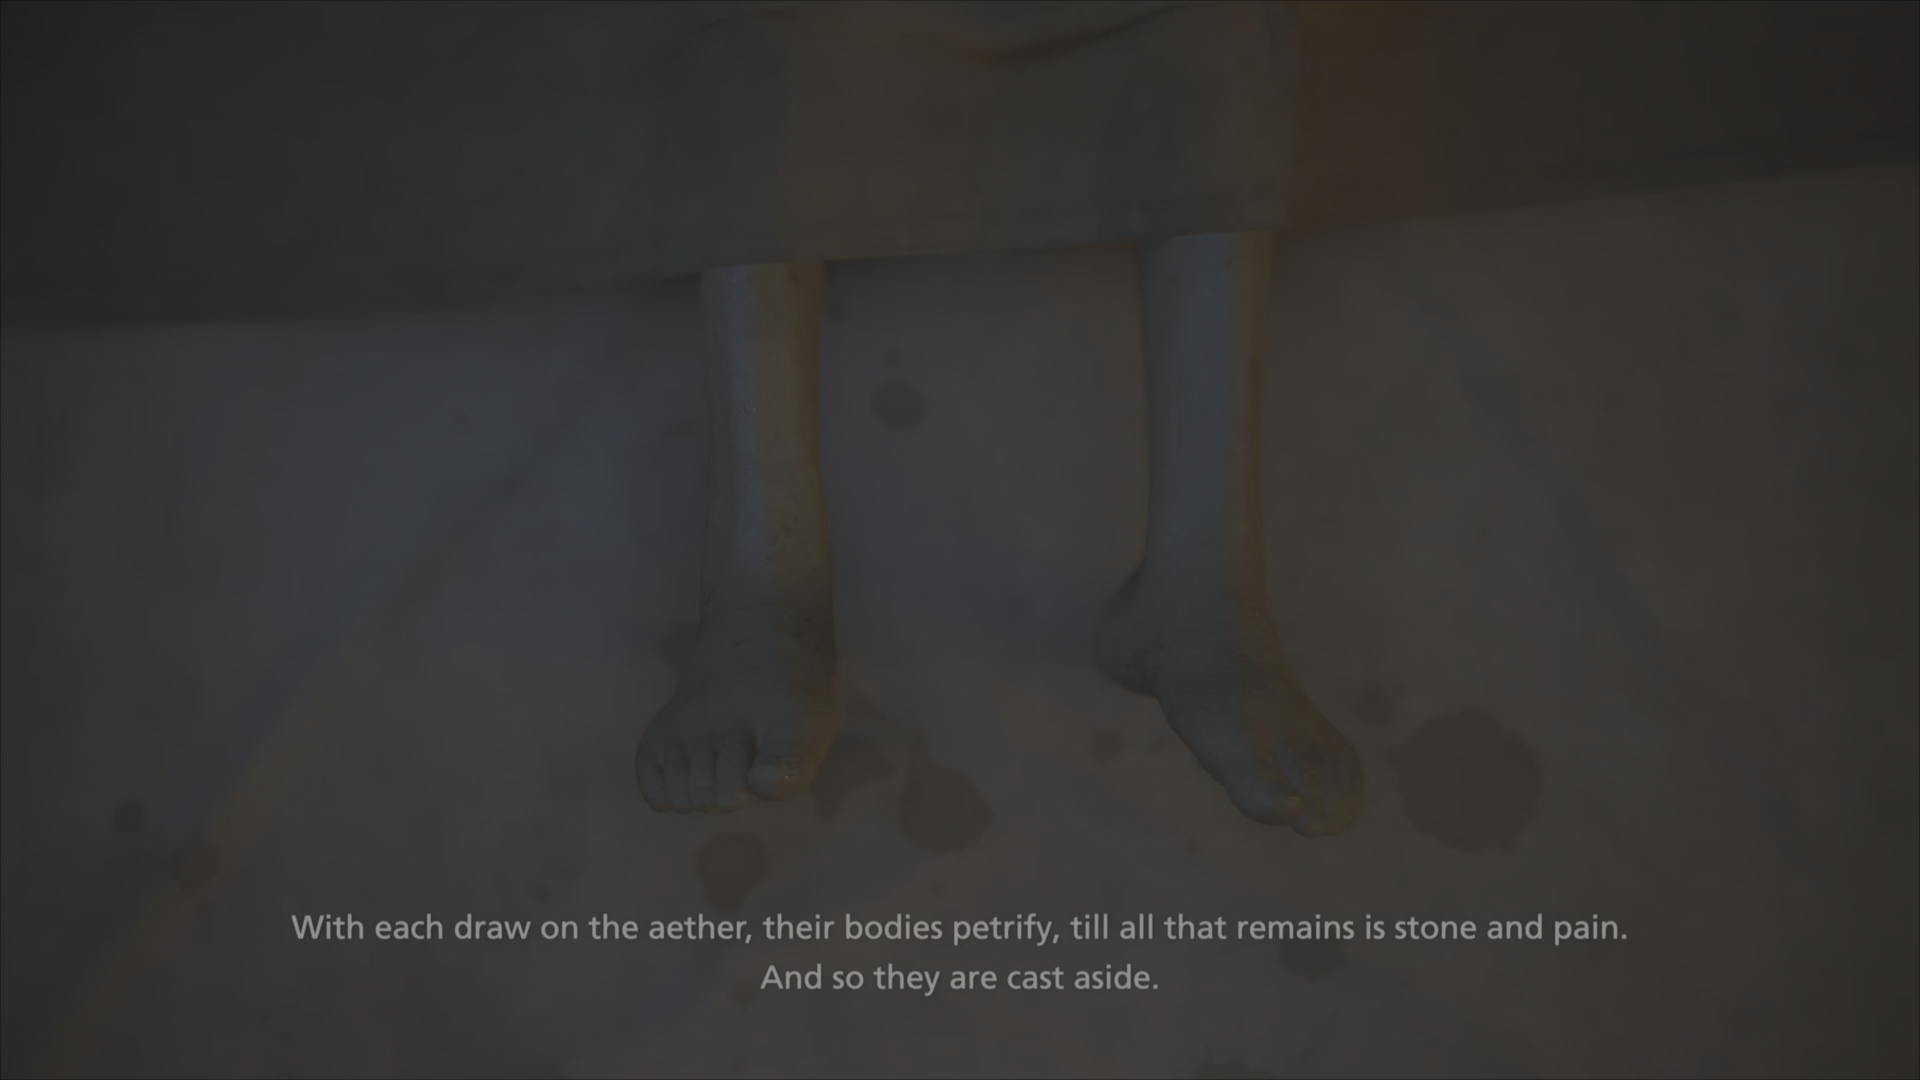 With each draw on the aether, their bodies petrify, till all that remains is stone and pain.
And so they are cast aside.